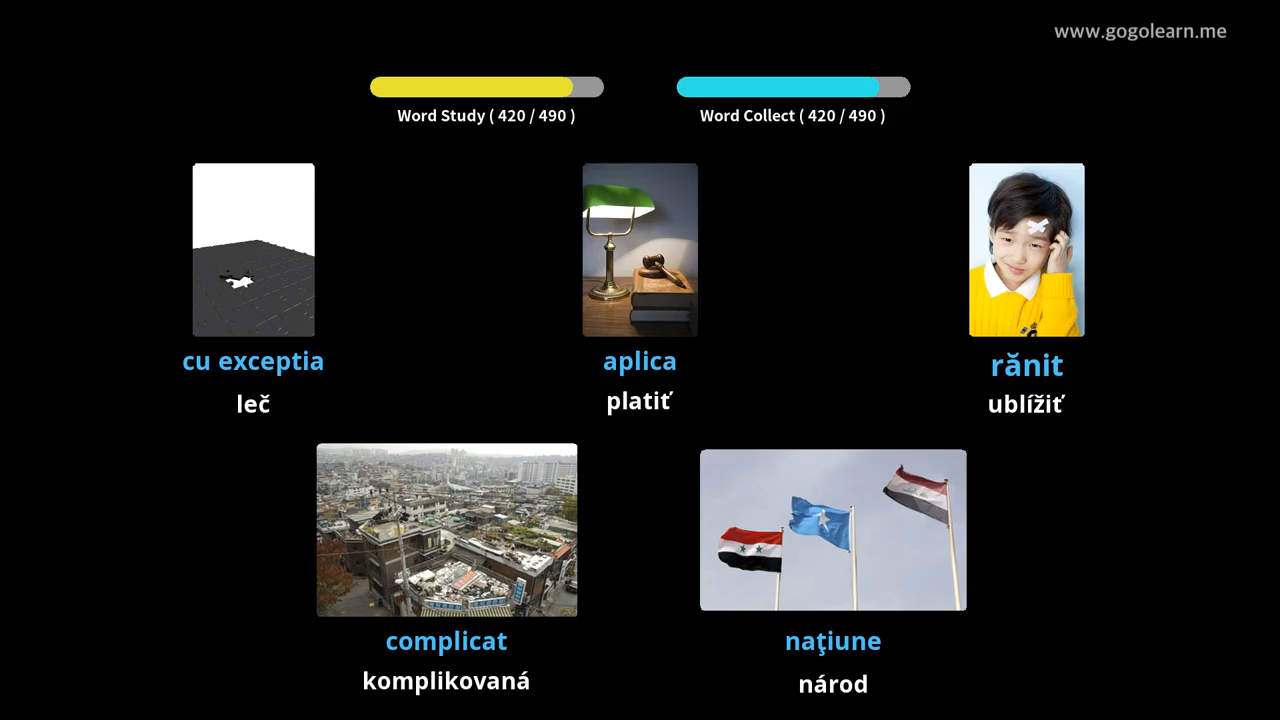 www.gogolearn.me
Word Study ( 420 / 490 )
Word Collect ( 420 / 490 )
cu exceptia
leč
aplica
platiť
rănit
ublížiť
complicat
komplikovaná
naţiune
národ